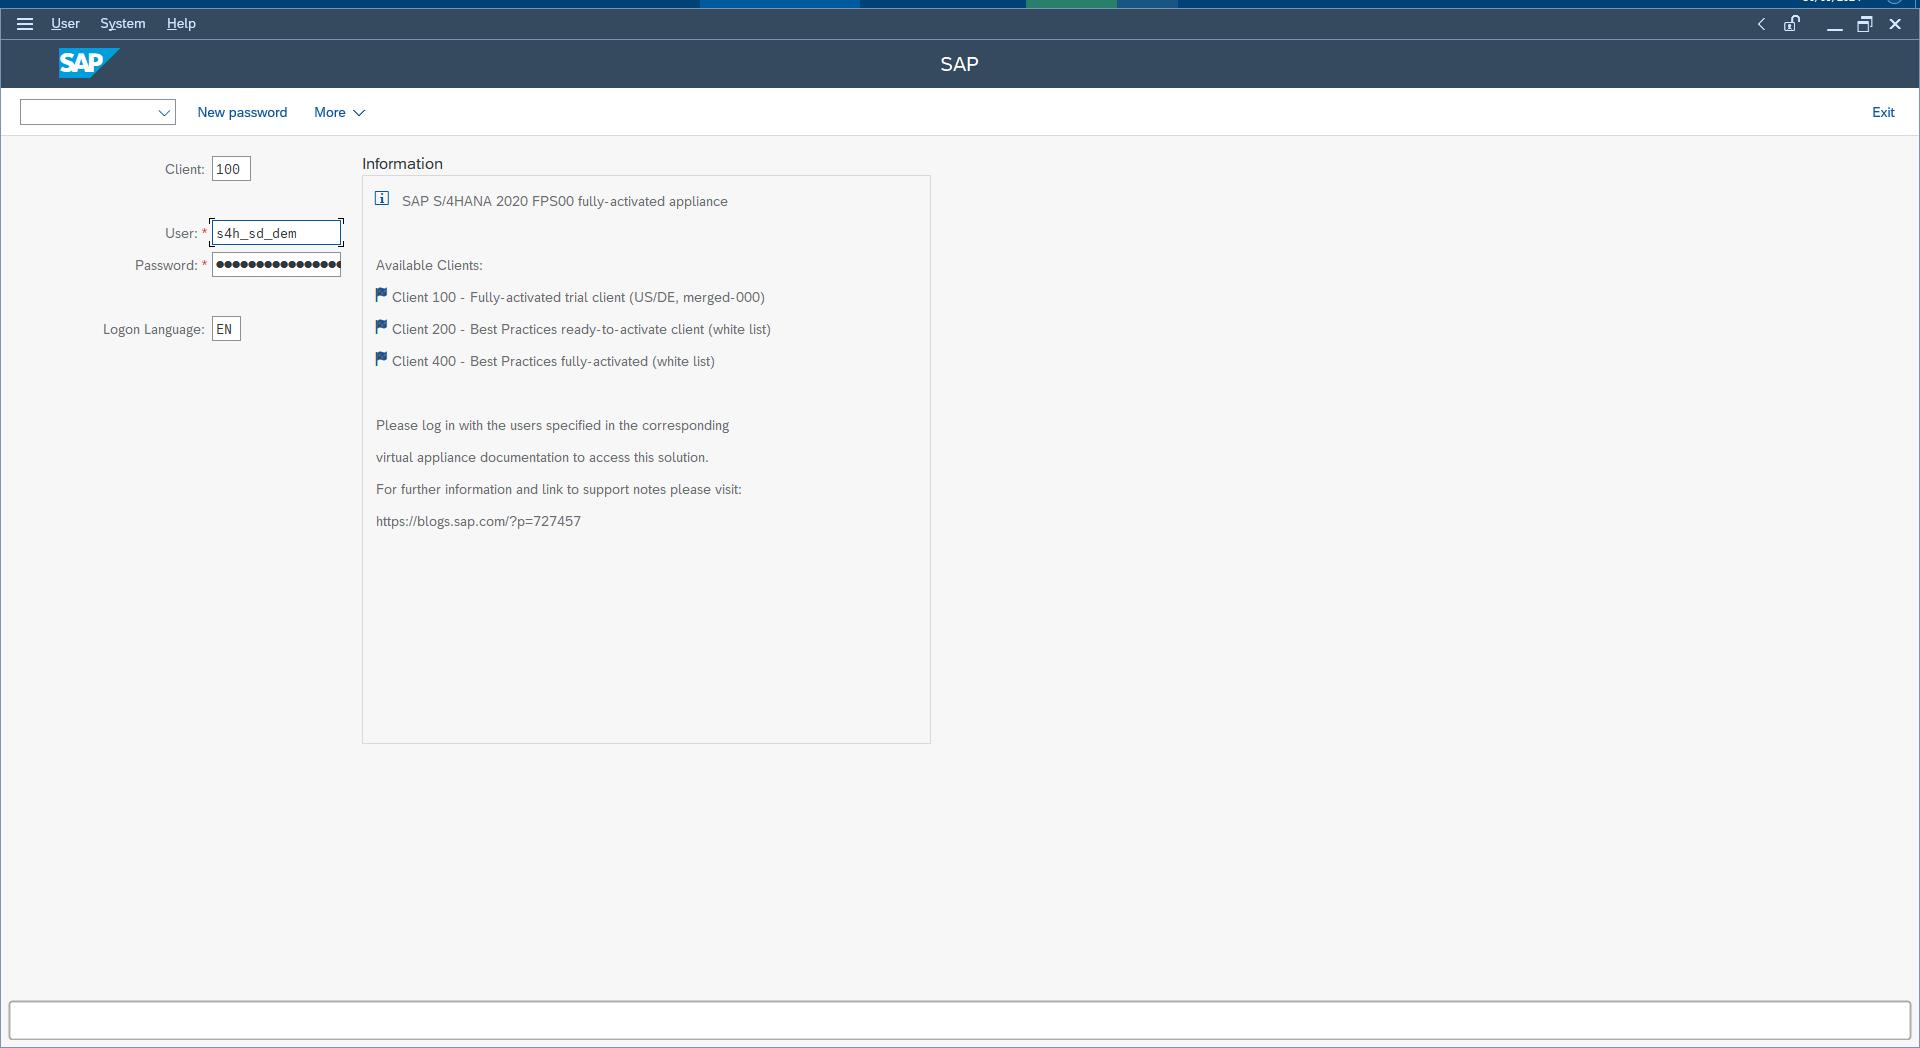 User System Help
SAP
SAP
New password More Exit
Client: 100
Information
SAP S/4HANA 2020 FPS00 fully-activated appliance
User: * s4h_sd_dem
Password: *
Available Clients:
Client 100 - Fully-activated trial client (US/DE, merged-000)
Logon Language: EN
Client 200 - Best Practices ready-to-activate client (white list)
Client 400 - Best Practices fully-activated (white list)
Please log in with the users specified in the corresponding
virtual appliance documentation to access this solution.
For further information and link to support notes please visit:
https://blogs.sap.com/?p=727457